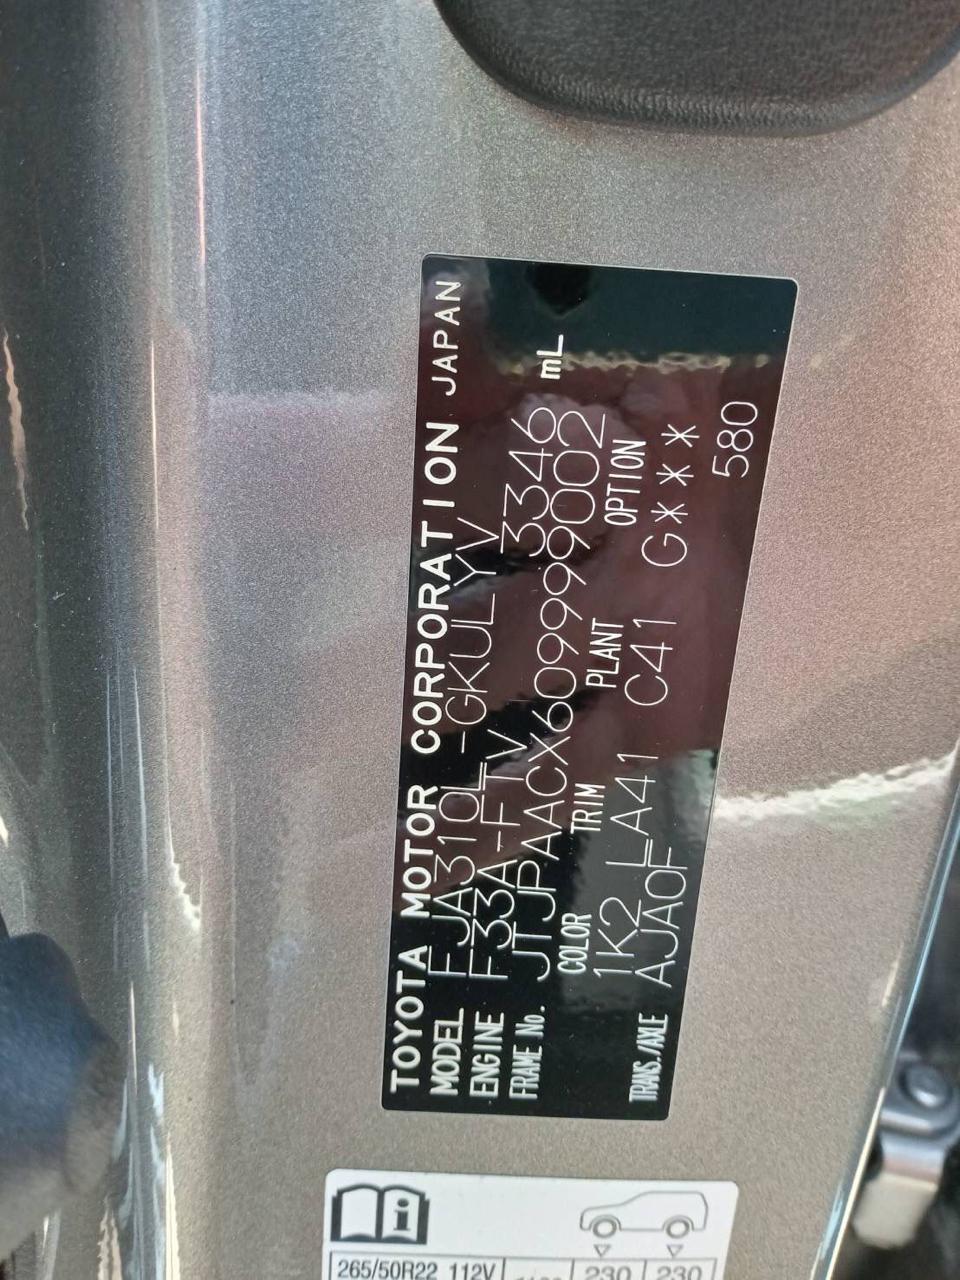 TOYOTA MOTOR CORPORATION JAPAN
MODEL FJA310L-GKULYV
ENGINE F33A-FTV 3346 mL
FRAME No. JTJPAACX609999002
COLOR TRIM PLANT OPTION
1K2 LA41 C41 G***
TRANS./AXLE AJA0F 580
i
265/50R22 112V 230 230